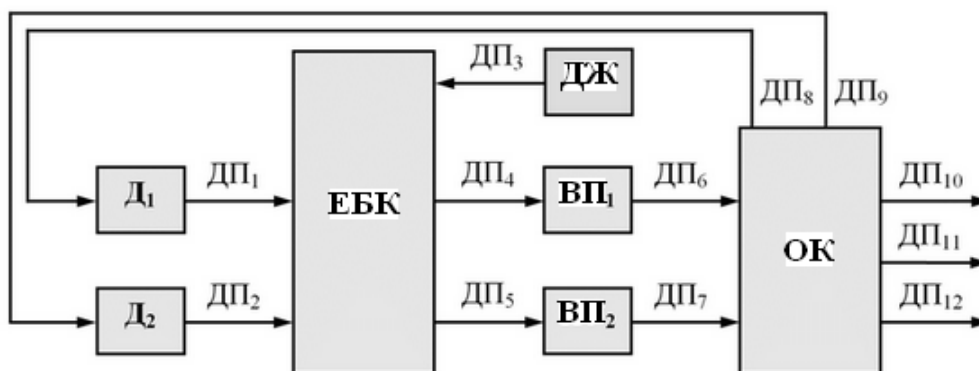 ДП₃ ДЖ ДП₈ ДП₉
Д₁ ДП₁ ЕБК ДП₄ ВП₁ ДП₆ ОК ДП₁₀
ДП₁₁
Д₂ ДП₂ ДП₅ ВП₂ ДП₇ ДП₁₂